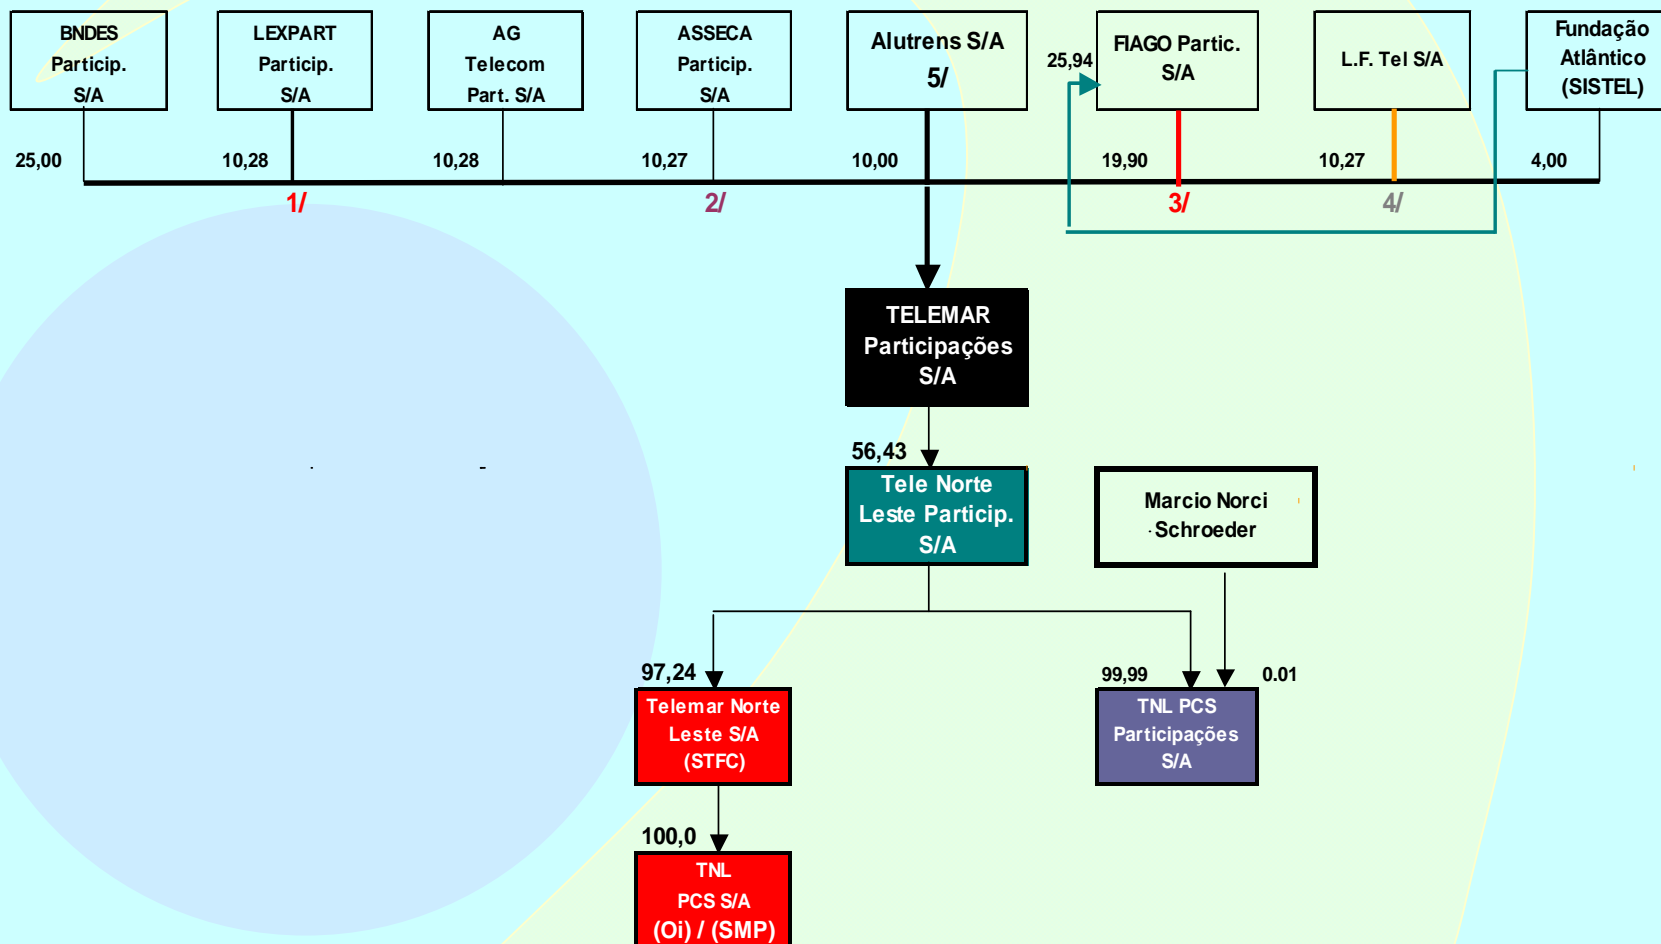 BNDES
Particip.
S/A
LEXPART
Particip.
S/A
AG
Telecom
Part. S/A
ASSECA
Particip.
S/A
Alutrens S/A
5/
FIAGO Partic.
S/A
L.F. Tel S/A
Fundação
Atlântico
(SISTEL)
25,94
25,00
10,28
10,28
10,27
10,00
19,90
10,27
4,00
1/
2/
3/
4/
TELEMAR
Participações
S/A
56,43
Tele Norte
Leste Particip.
S/A
Marcio Norci
Schroeder
97,24
Telemar Norte
Leste S/A
(STFC)
99,99
0.01
TNL PCS
Participações
S/A
100,0
TNL
PCS S/A
(Oi) / (SMP)